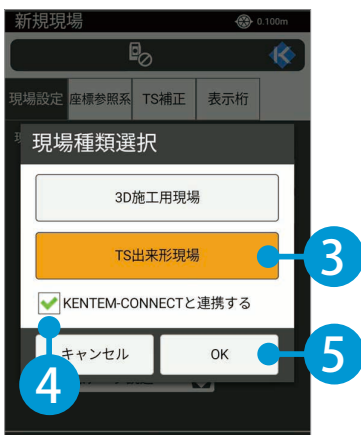 新規現場 0.100m
現場設定 座標参照系 TS補正 表示桁
現場種類選択
3D施工用現場
TS出来形現場 3
KENTEM-CONNECTと連携する
4 キャンセル OK 5